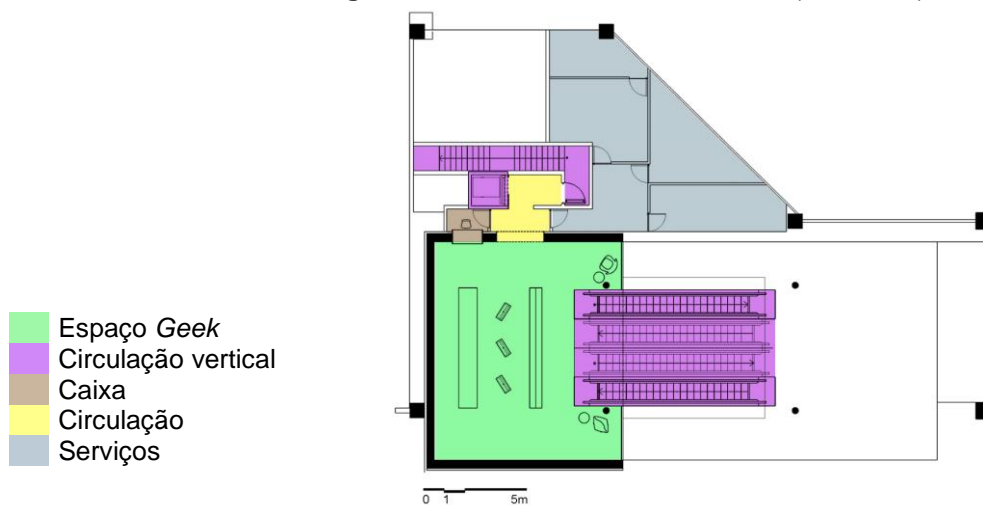 Espaço Geek
Circulação vertical
Caixa
Circulação
Serviços
0 1 5m